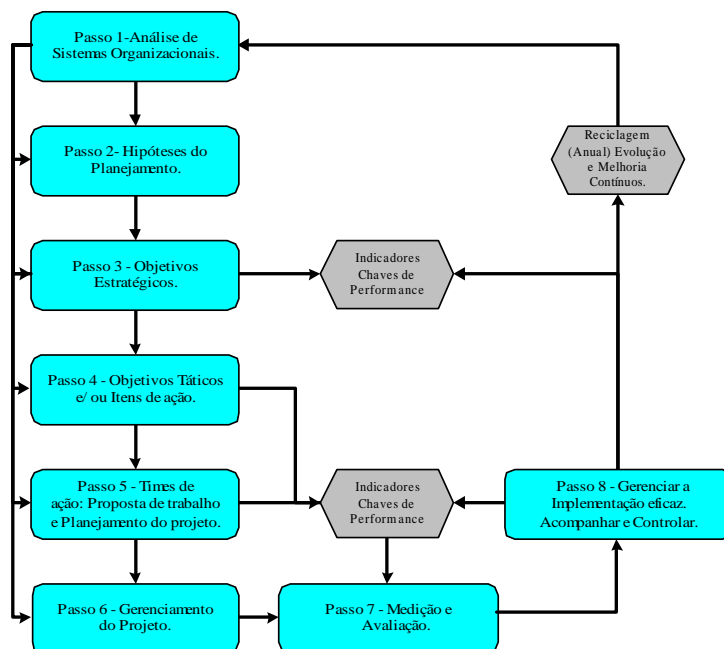 Passo 1-Análise de
Sistemas Organizacionais.
Passo 2- Hipóteses do
Planejamento.
Reciclagem
(Anual) Evolução
e Melhoria
Contínuos.
Passo 3 - Objetivos
Estratégicos.
Indicadores
Chaves de
Performance
Passo 4 - Objetivos Táticos
e/ ou Itens de ação.
Passo 5 - Times de
ação: Proposta de trabalho
e Planejamento do projeto.
Indicadores
Chaves de
Performance
Passo 8 - Gerenciar a
Implementação eficaz.
Acompanhar e Controlar.
Passo 6 - Gerenciamento
do Projeto.
Passo 7 - Medição e
Avaliação.